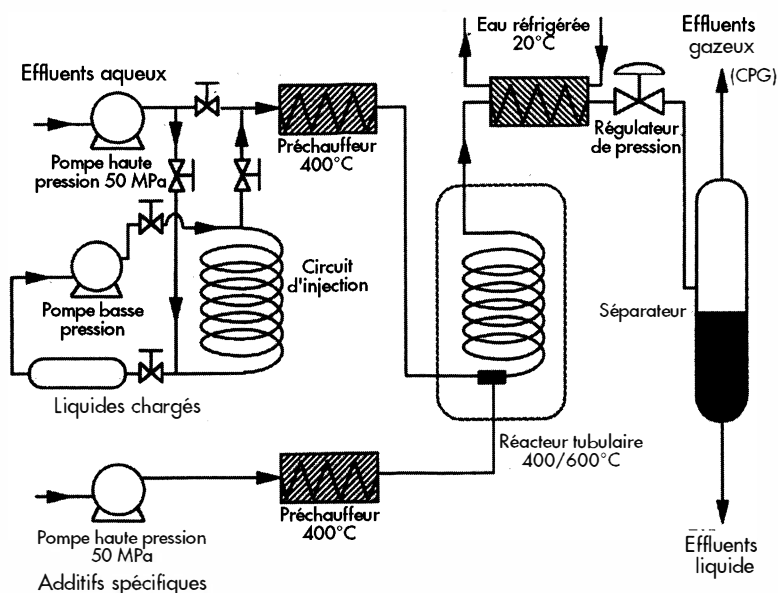 Effluents aqueux
Pompe haute
pression 50 MPa
Préchauffeur
400°C
Eau réfrigérée
20°C
Régulateur
de pression
Effluents
gazeux
(CPG)
Pompe basse
pression
Circuit
d'injection
Liquides chargés
Séparateur
Réacteur tubulaire
400/600°C
Pompe haute pression
50 MPa
Additifs spécifiques
Préchauffeur
400°C
Effluents
liquide